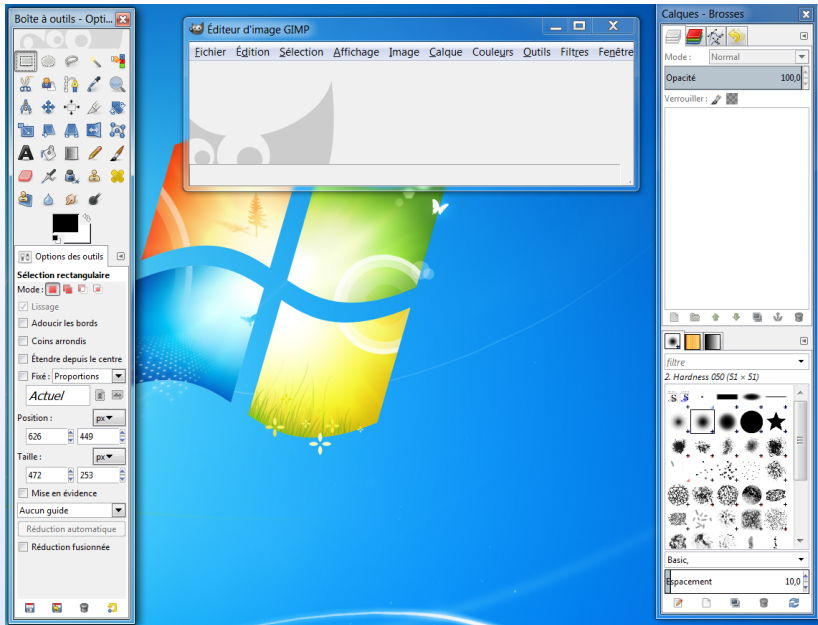 Boîte à outils - Opti...
Options des outils
Sélection rectangulaire
Mode :
Lissage
Adoucir les bords
Coins arrondis
Étendre depuis le centre
Fixé : Proportions
Actuel
Position : px
626 449
Taille : px
472 253
Mise en évidence
Aucun guide
Réduction automatique
Réduction fusionnée
Éditeur d'image GIMP
Fichier Édition Sélection Affichage Image Calque Couleurs Outils Filtres Fenêtre
Calques - Brosses
Mode : Normal
Opacité 100,0
Verrouiller :
filtre
2. Hardness 050 (51 × 51)
Basic,
Espacement 10,0